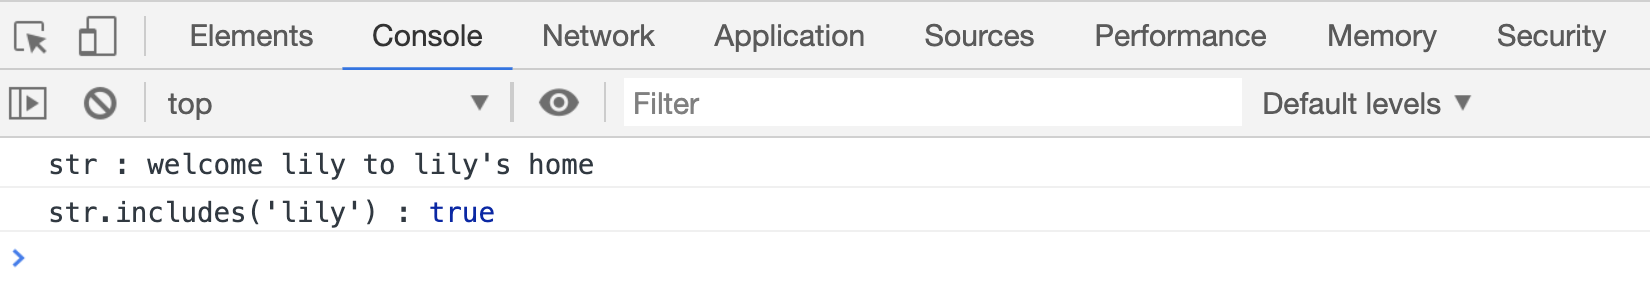 Elements Console Network Application Sources Performance Memory Security
top Filter Default levels
str : welcome lily to lily's home
str.includes('lily') : true